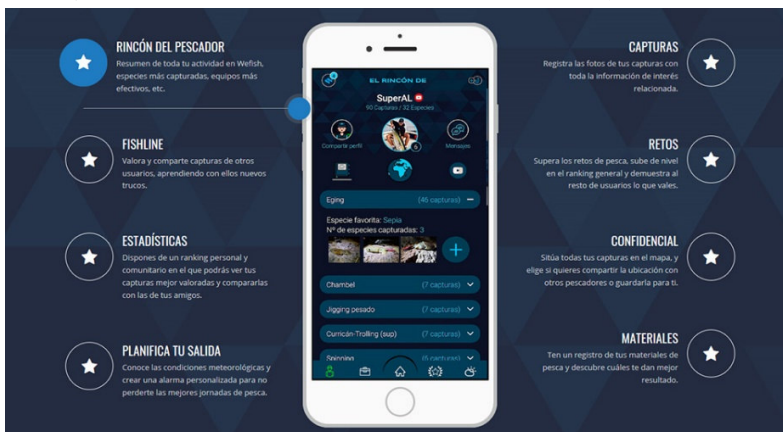 RINCÓN DEL PESCADOR
Resumen de toda tu actividad en Wefish,
especies más capturadas, equipos más
efectivos, etc.
FISHLINE
Valora y comparte capturas de otros
usuarios, aprendiendo con ellos nuevos
trucos.
ESTADÍSTICAS
Dispones de un ranking personal y
comunitario en el que podrás ver tus
capturas mejor valoradas y compararlas
con las de tus amigos.
PLANIFICA TU SALIDA
Conoce las condiciones meteorológicas y
crear una alarma personalizada para no
perderte las mejores jornadas de pesca.
EL RINCÓN DE
SuperAL
90 Capturas / 32 Especies
Compartir perfil
Mensajes
Eging (46 capturas)
Especie favorita: Sepia
Nº de especies capturadas: 3
Chambel (7 capturas)
Jigging pesado (7 capturas)
Curricán-Trolling (sup) (7 capturas)
Spinning (6 capturas)
CAPTURAS
Registra las fotos de tus capturas con
toda la información de interés
relacionada.
RETOS
Supera los retos de pesca, sube de nivel
en el ranking general y demuestra al
resto de usuarios lo que vales.
CONFIDENCIAL
Sitúa todas tus capturas en el mapa, y
elige si quieres compartir la ubicación con
otros pescadores o guardarla para ti.
MATERIALES
Ten un registro de tus materiales de
pesca y descubre cuáles te dan mejor
resultado.